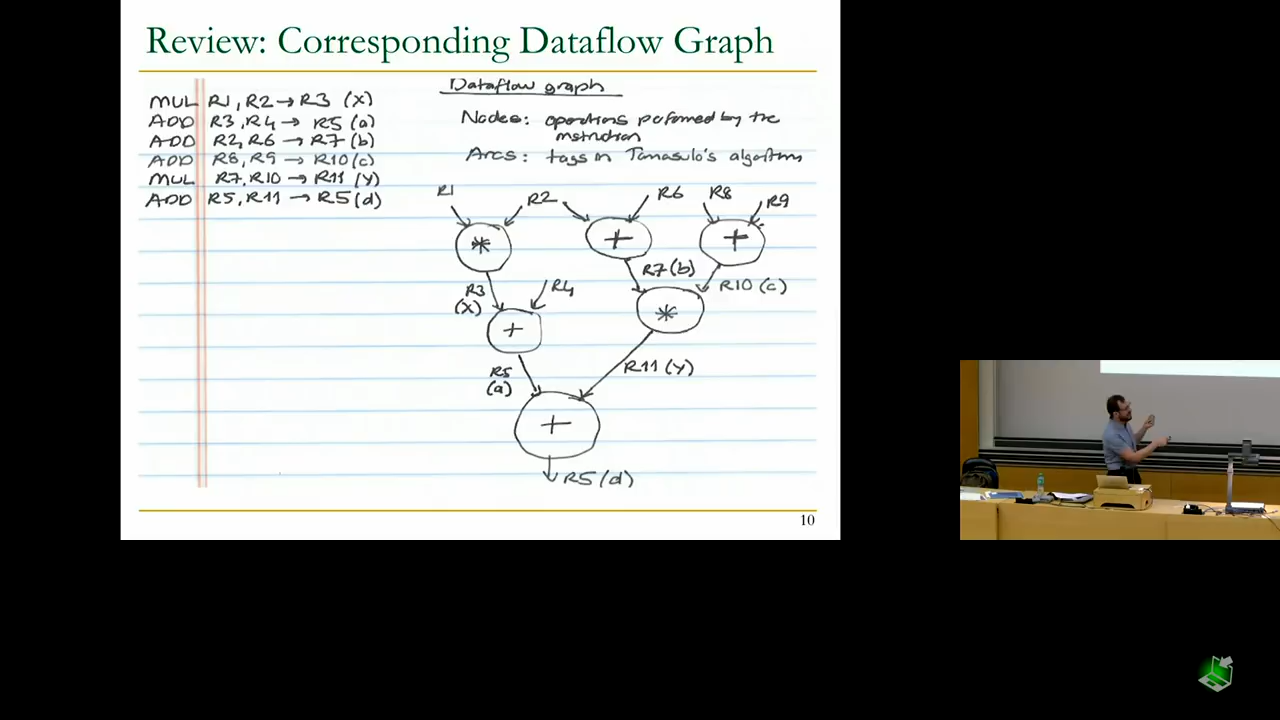 Review: Corresponding Dataflow Graph
MUL R1, R2 → R3 (X)
ADD R3, R4 → R5 (a)
ADD R2, R6 → R7 (b)
ADD R8, R9 → R10 (c)
MUL R7, R10 → R11 (Y)
ADD R5, R11 → R5 (d)
Dataflow graph
Nodes: operations performed by the
instruction
Arcs: tags in Tomasulo's algorithm
R1 R2 R6 R8 R9
* + +
R3 (X) R4 R7 (b) R10 (c)
+ *
R5 (a) R11 (Y)
+
R5 (d)
10